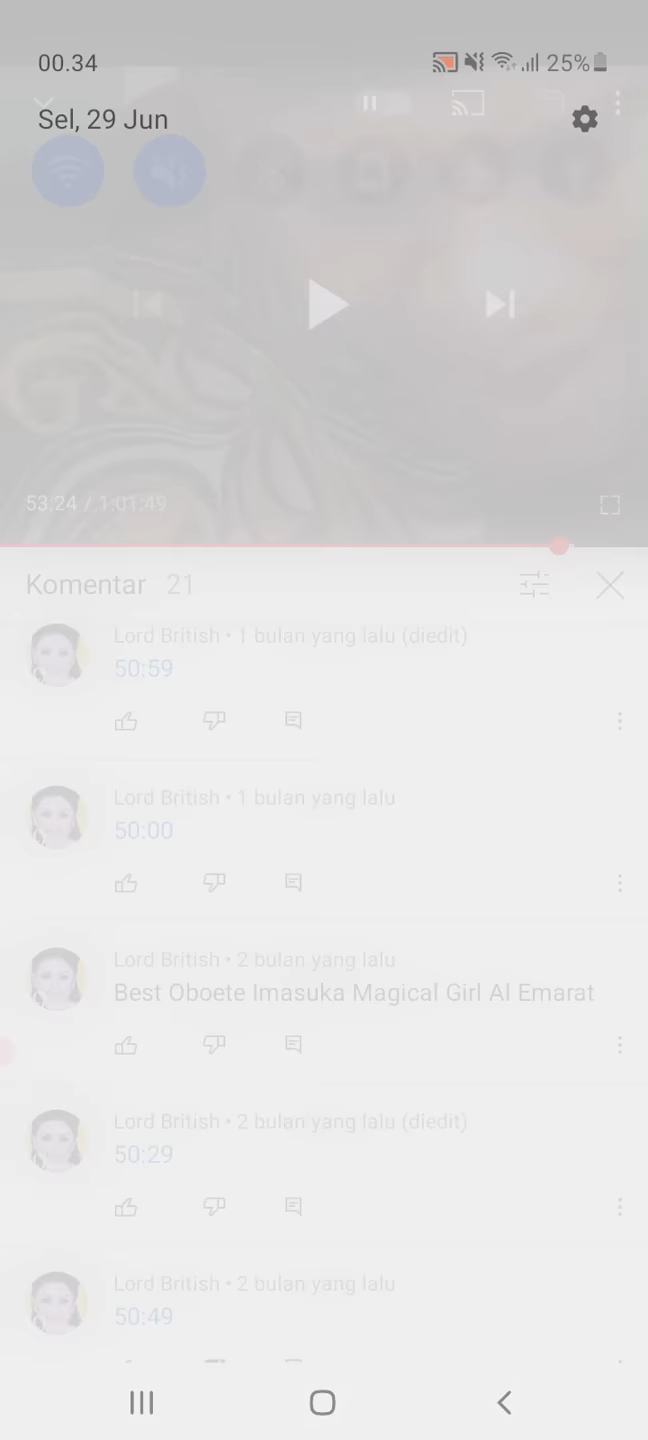 00.34
25%
Sel, 29 Jun
53:24 / 1:01:49
Komentar 21
Lord British • 1 bulan yang lalu (diedit)
50:59
Lord British • 1 bulan yang lalu
50:00
Lord British • 2 bulan yang lalu
Best Oboete Imasuka Magical Girl Al Emarat
Lord British • 2 bulan yang lalu (diedit)
50:29
Lord British • 2 bulan yang lalu
50:49